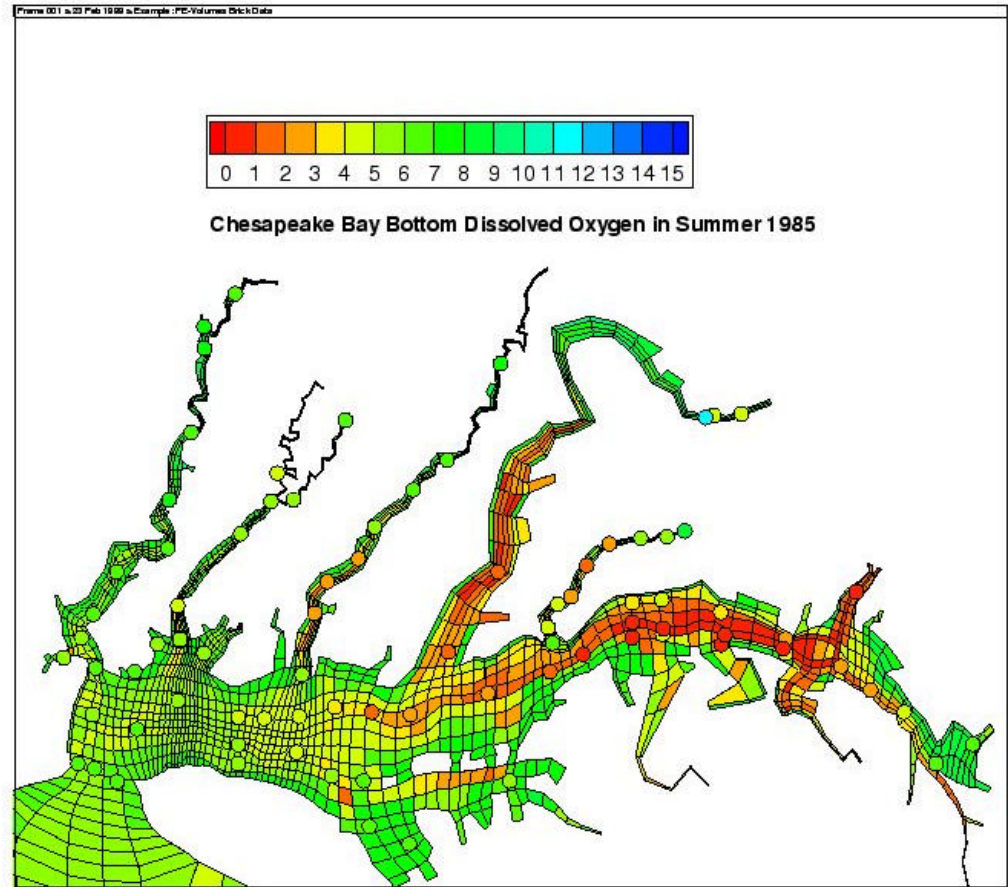 Frame 001 a 23 Feb 1999 a Example: FE-Volumes Brick Data
0 1 2 3 4 5 6 7 8 9 10 11 12 13 14 15
Chesapeake Bay Bottom Dissolved Oxygen in Summer 1985